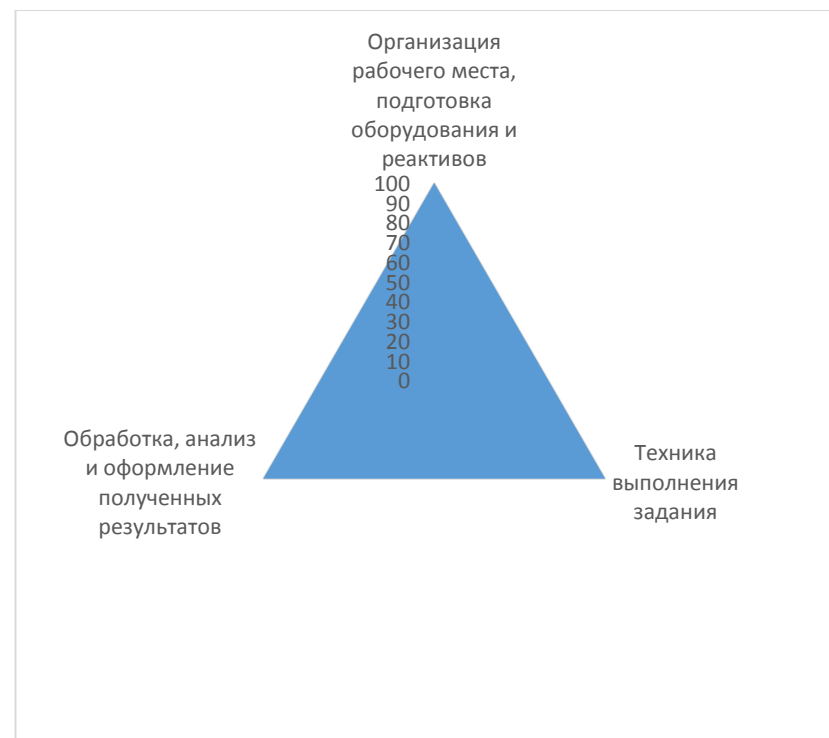 Организация
рабочего места,
подготовка
оборудования и
реактивов
100
90
80
70
60
50
40
30
20
10
0
Обработка, анализ
и оформление
полученных
результатов
Техника
выполнения
задания